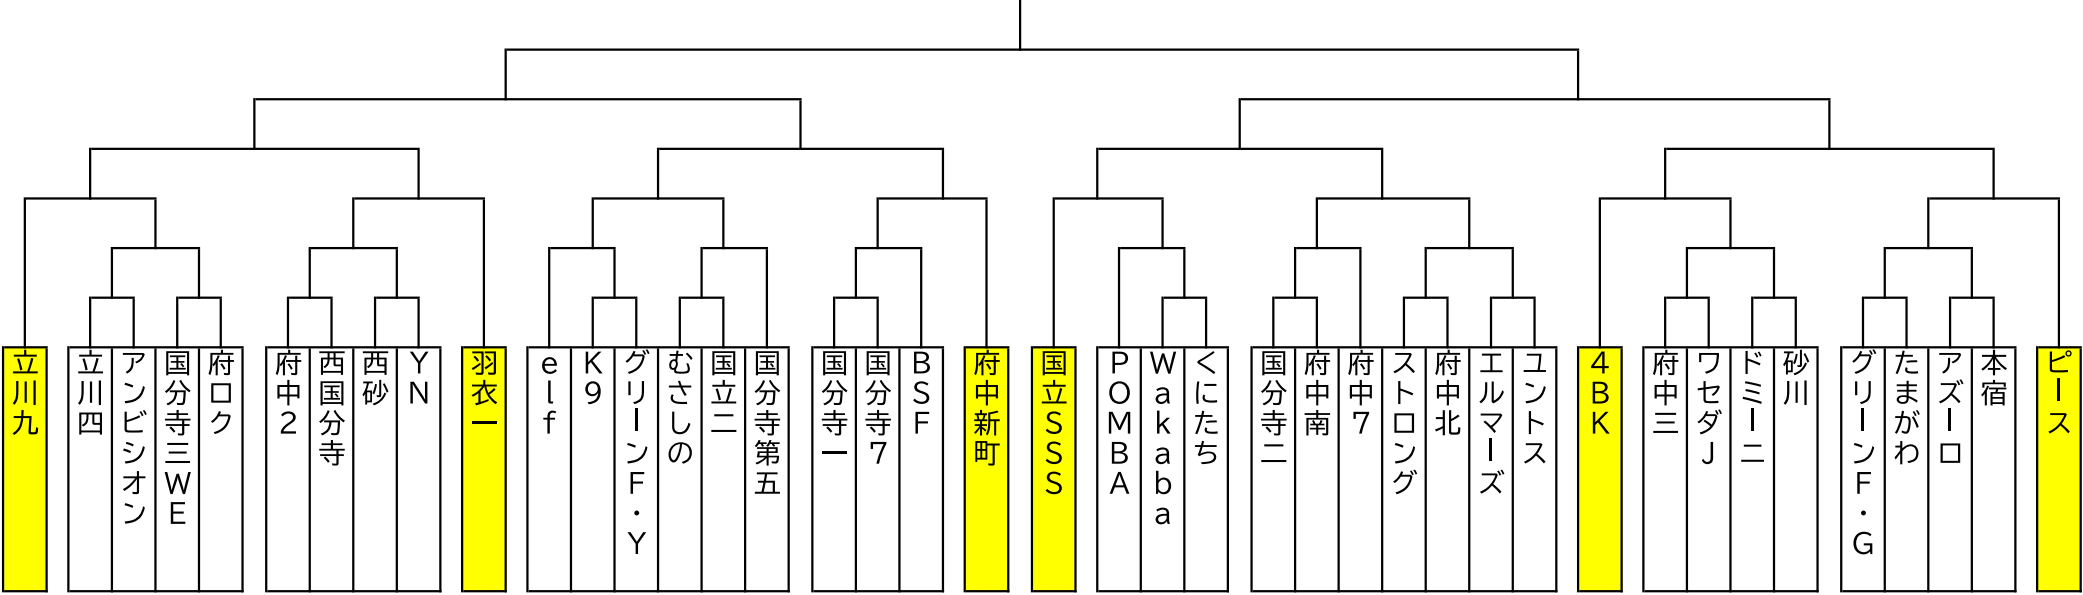 立川九
立川四
アンビシオン
国分寺三WE
府ロク
府中2
西国分寺
西砂
YN
羽衣一
elf
K9
グリーンF・Y
むさしの
国立二
国分寺第五
国分寺一
国分寺7
BSF
府中新町
国立SSS
POMBA
Wakaba
くにたち
国分寺二
府中南
府中7
ストロング
府中北
エルマーズ
ユントス
4BK
府中三
ワセダJ
ドミーニ
砂川
グリーンF・G
たまがわ
アズーロ
本宿
ピース